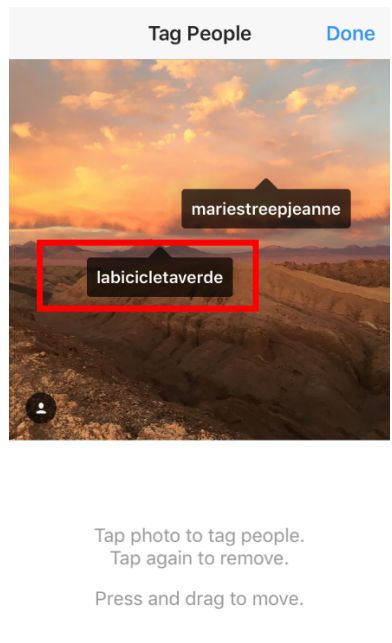 Tag People
Done
mariestreepjeanne
labicicletaverde
Tap photo to tag people.
Tap again to remove.
Press and drag to move.